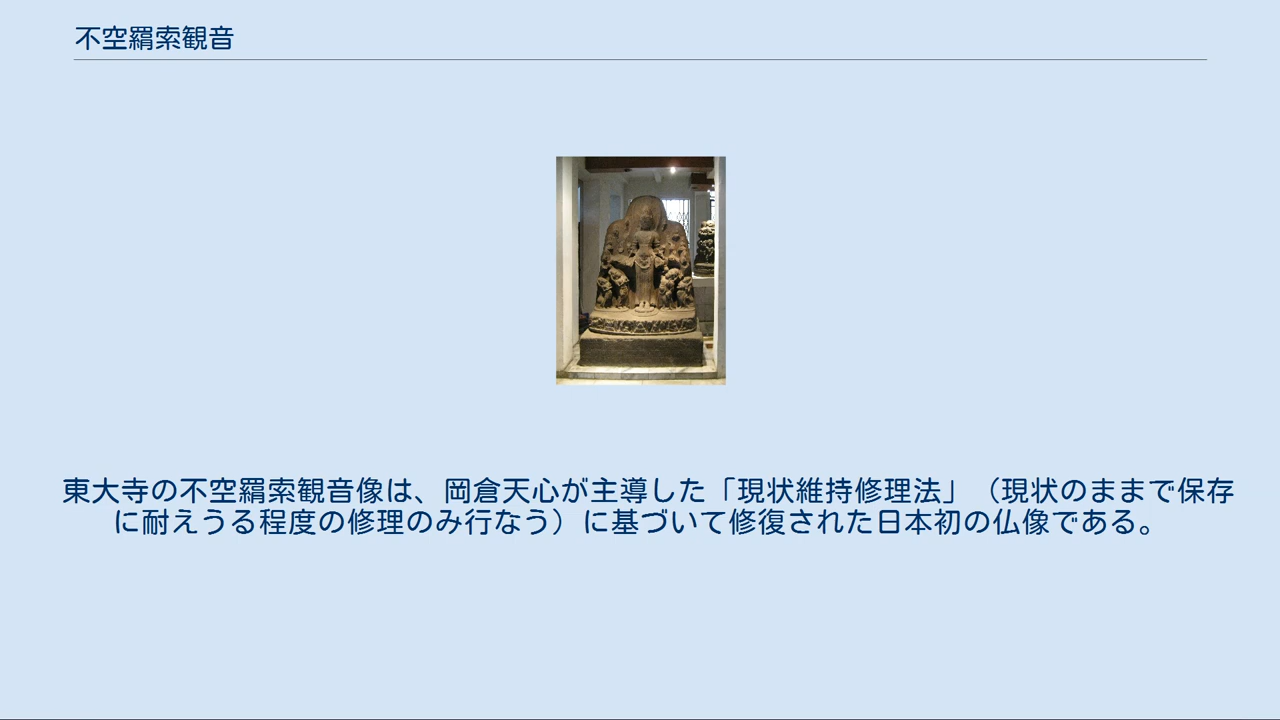 不空羂索観音
東大寺の不空羂索観音像は、岡倉天心が主導した「現状維持修理法」（現状のままで保存
に耐えうる程度の修理のみ行なう）に基づいて修復された日本初の仏像である。